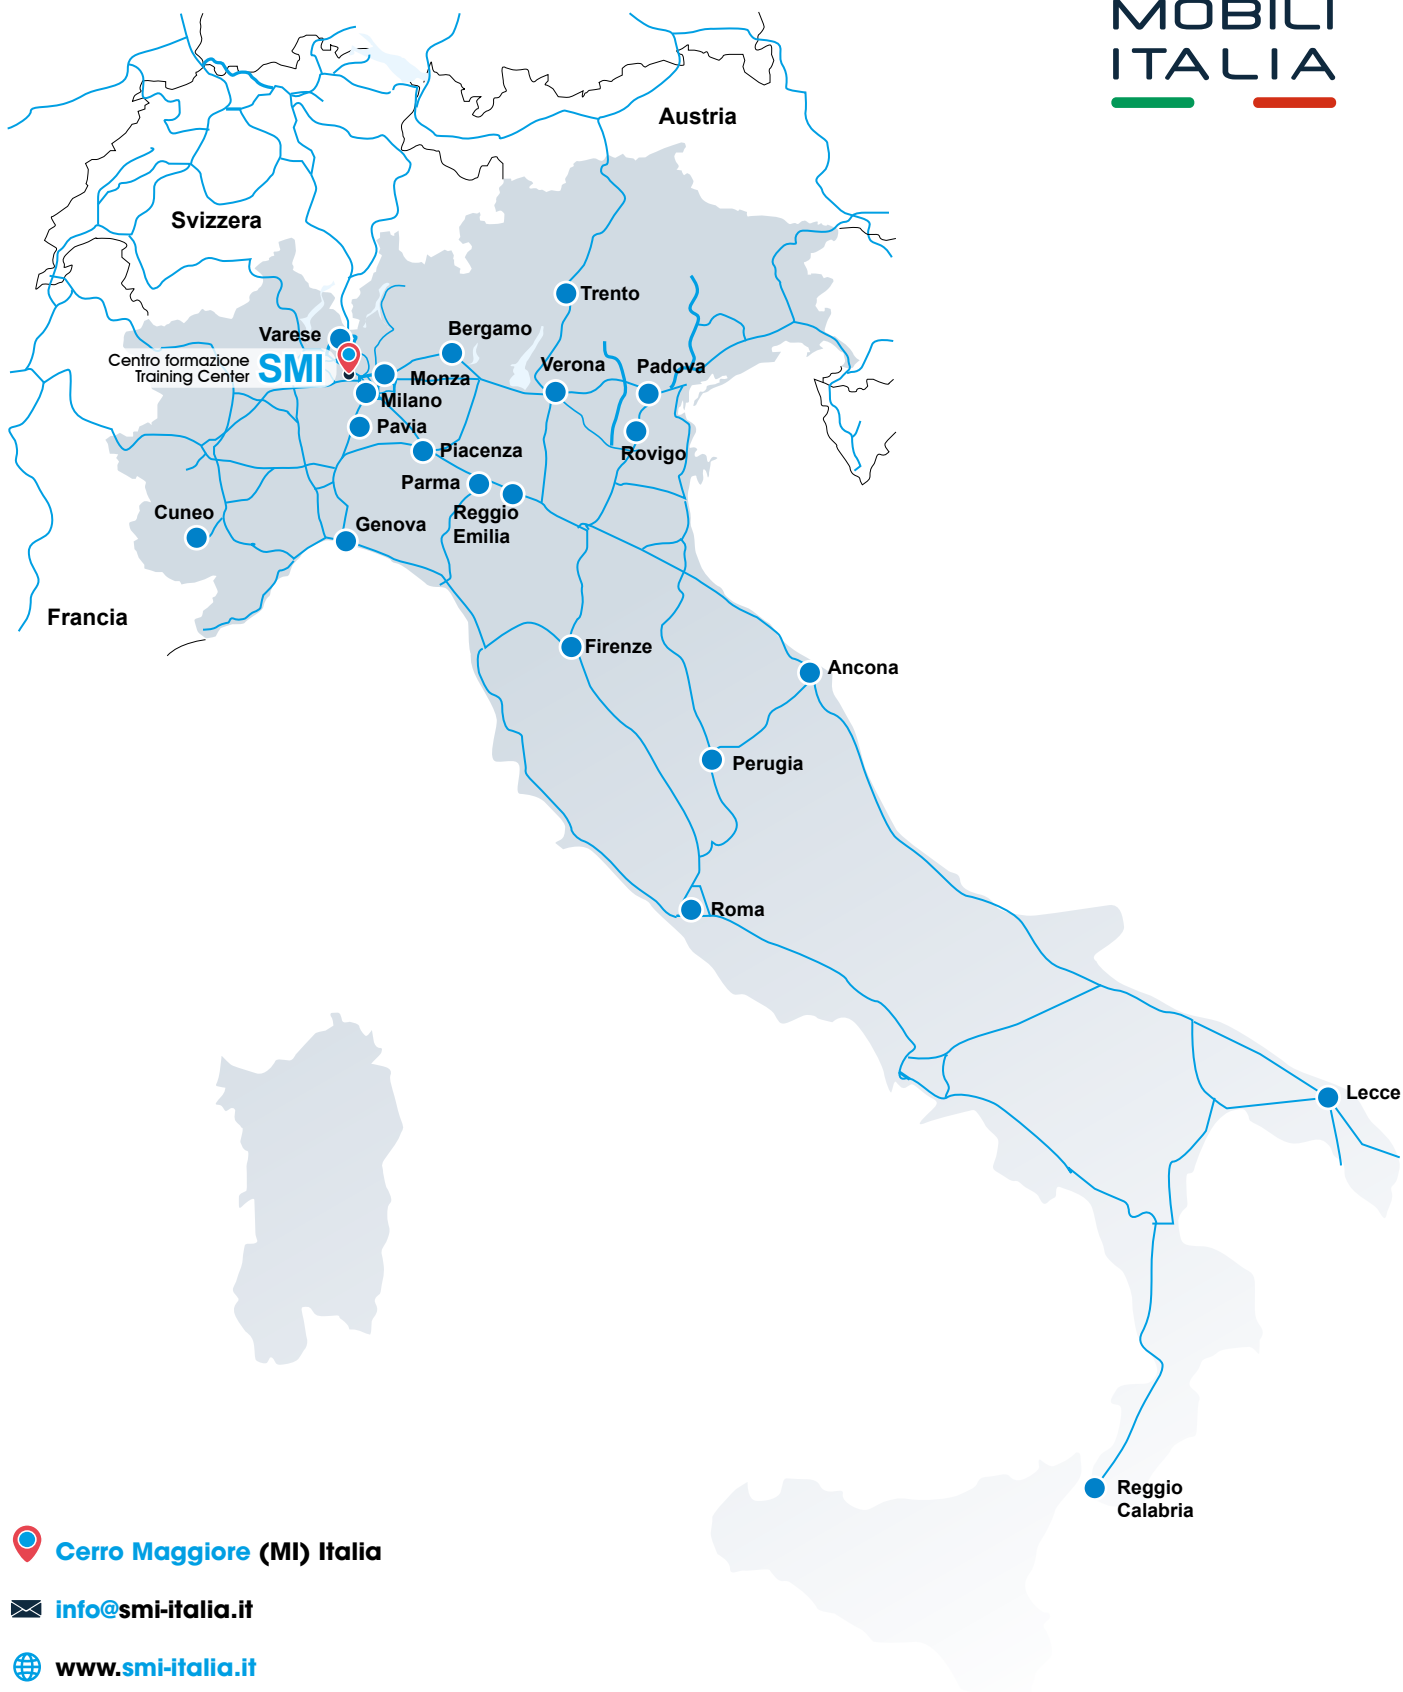 MOBILI
ITALIA
Austria
Svizzera
Trento
Varese
Bergamo
Centro formazione
Training Center
SMI
Verona
Padova
Monza
Milano
Pavia
Piacenza
Rovigo
Parma
Cuneo
Reggio
Emilia
Genova
Francia
Firenze
Ancona
Perugia
Roma
Lecce
Reggio
Calabria
Cerro Maggiore (MI) Italia
info@smi-italia.it
www.smi-italia.it